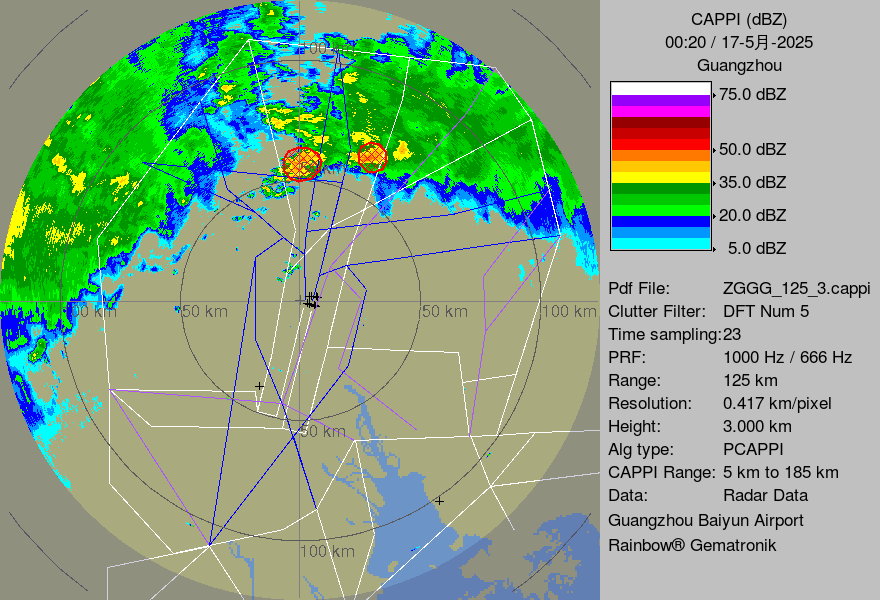 CAPPI (dBZ)
00:20 / 17-5月-2025
Guangzhou
75.0 dBZ
50.0 dBZ
35.0 dBZ
20.0 dBZ
5.0 dBZ
Pdf File: ZGGG_125_3.cappi
Clutter Filter: DFT Num 5
Time sampling:23
PRF: 1000 Hz / 666 Hz
Range: 125 km
Resolution: 0.417 km/pixel
Height: 3.000 km
Alg type: PCAPPI
CAPPI Range: 5 km to 185 km
Data: Radar Data
Guangzhou Baiyun Airport
Rainbow® Gematronik
50 km
50 km
100 km
50 km
100 km